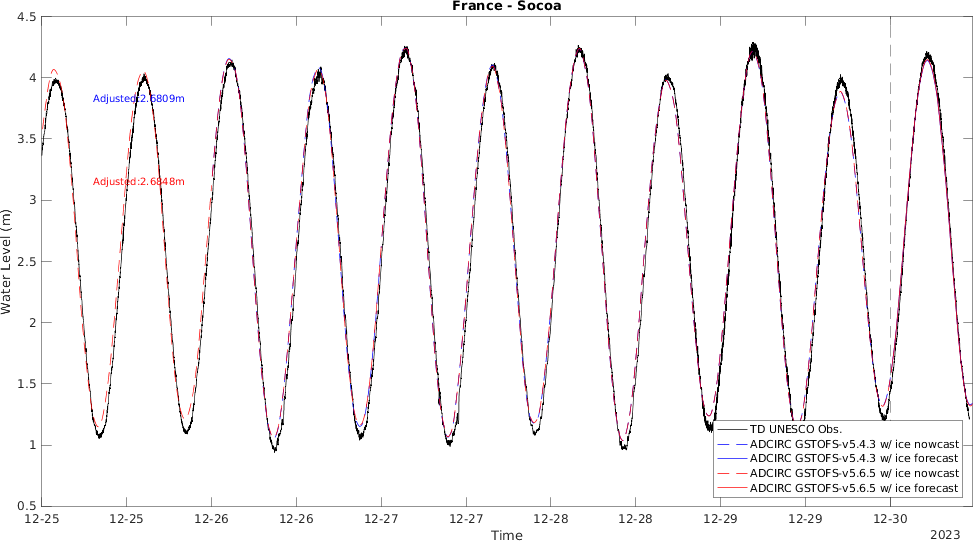 France - Socoa
4.5
4
3.5
3
2.5
2
1.5
1
0.5
Water Level (m)
Adjusted:2.6809m
Adjusted:2.6848m
TD UNESCO Obs.
ADCIRC GSTOFS-v5.4.3 w/ ice nowcast
ADCIRC GSTOFS-v5.4.3 w/ ice forecast
ADCIRC GSTOFS-v5.6.5 w/ ice nowcast
ADCIRC GSTOFS-v5.6.5 w/ ice forecast
12-25 12-25 12-26 12-26 12-27 12-27 12-28 12-28 12-29 12-29 12-30
Time
2023